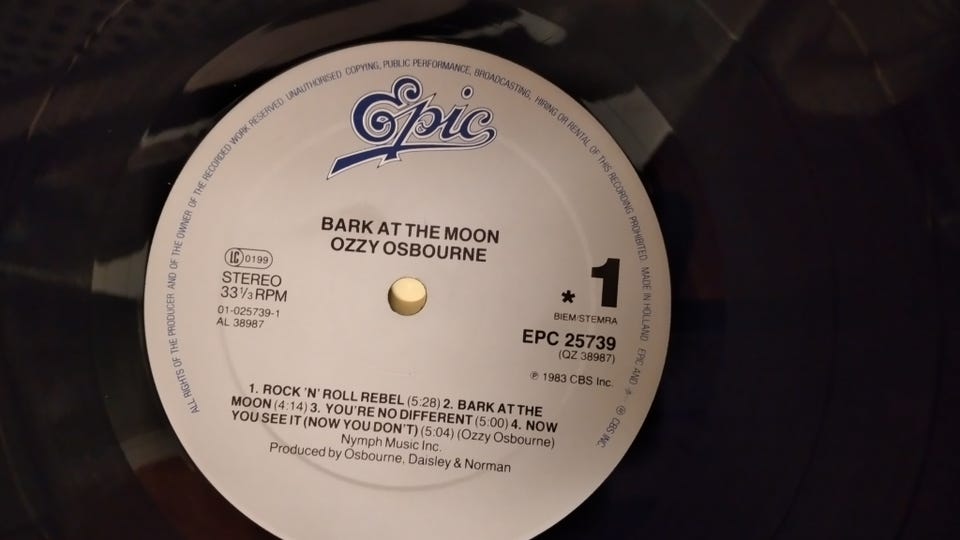 ALL RIGHTS OF THE PRODUCER AND OF THE OWNER OF THE RECORDED WORK RESERVED UNAUTHORISED COPYING, PUBLIC PERFORMANCE, BROADCASTING, HIRING OR RENTAL OF THIS RECORDING PROHIBITED. MADE IN HOLLAND EPIC AND ® CBS INC
Epic
BARK AT THE MOON
OZZY OSBOURNE
LC 0199
STEREO
33⅓ RPM
01-025739-1
AL 38987
* 1
BIEM/STEMRA
EPC 25739
(QZ 38987)
℗ 1983 CBS Inc.
1. ROCK 'N' ROLL REBEL (5:28) 2. BARK AT THE
MOON (4:14) 3. YOU'RE NO DIFFERENT (5:00) 4. NOW
YOU SEE IT (NOW YOU DON'T) (5:04) (Ozzy Osbourne)
Nymph Music Inc.
Produced by Osbourne, Daisley & Norman